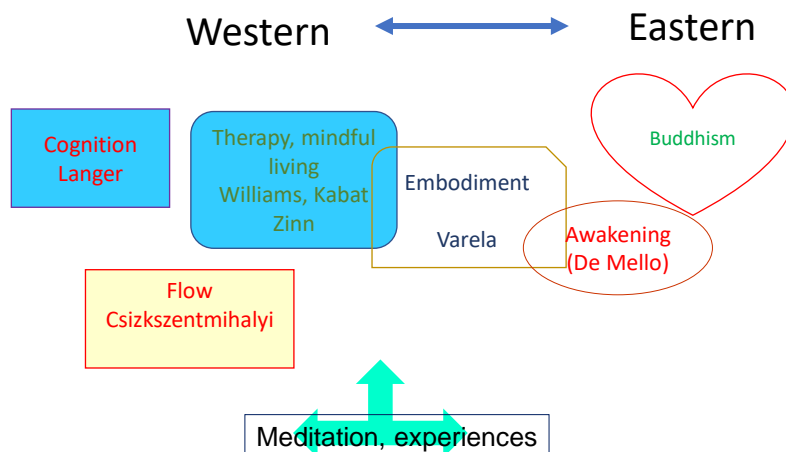 Western
Eastern
Cognition
Langer
Therapy, mindful
living
Williams, Kabat
Zinn
Embodiment
Varela
Buddhism
Awakening
(De Mello)
Flow
Csizkszentmihalyi
Meditation, experiences